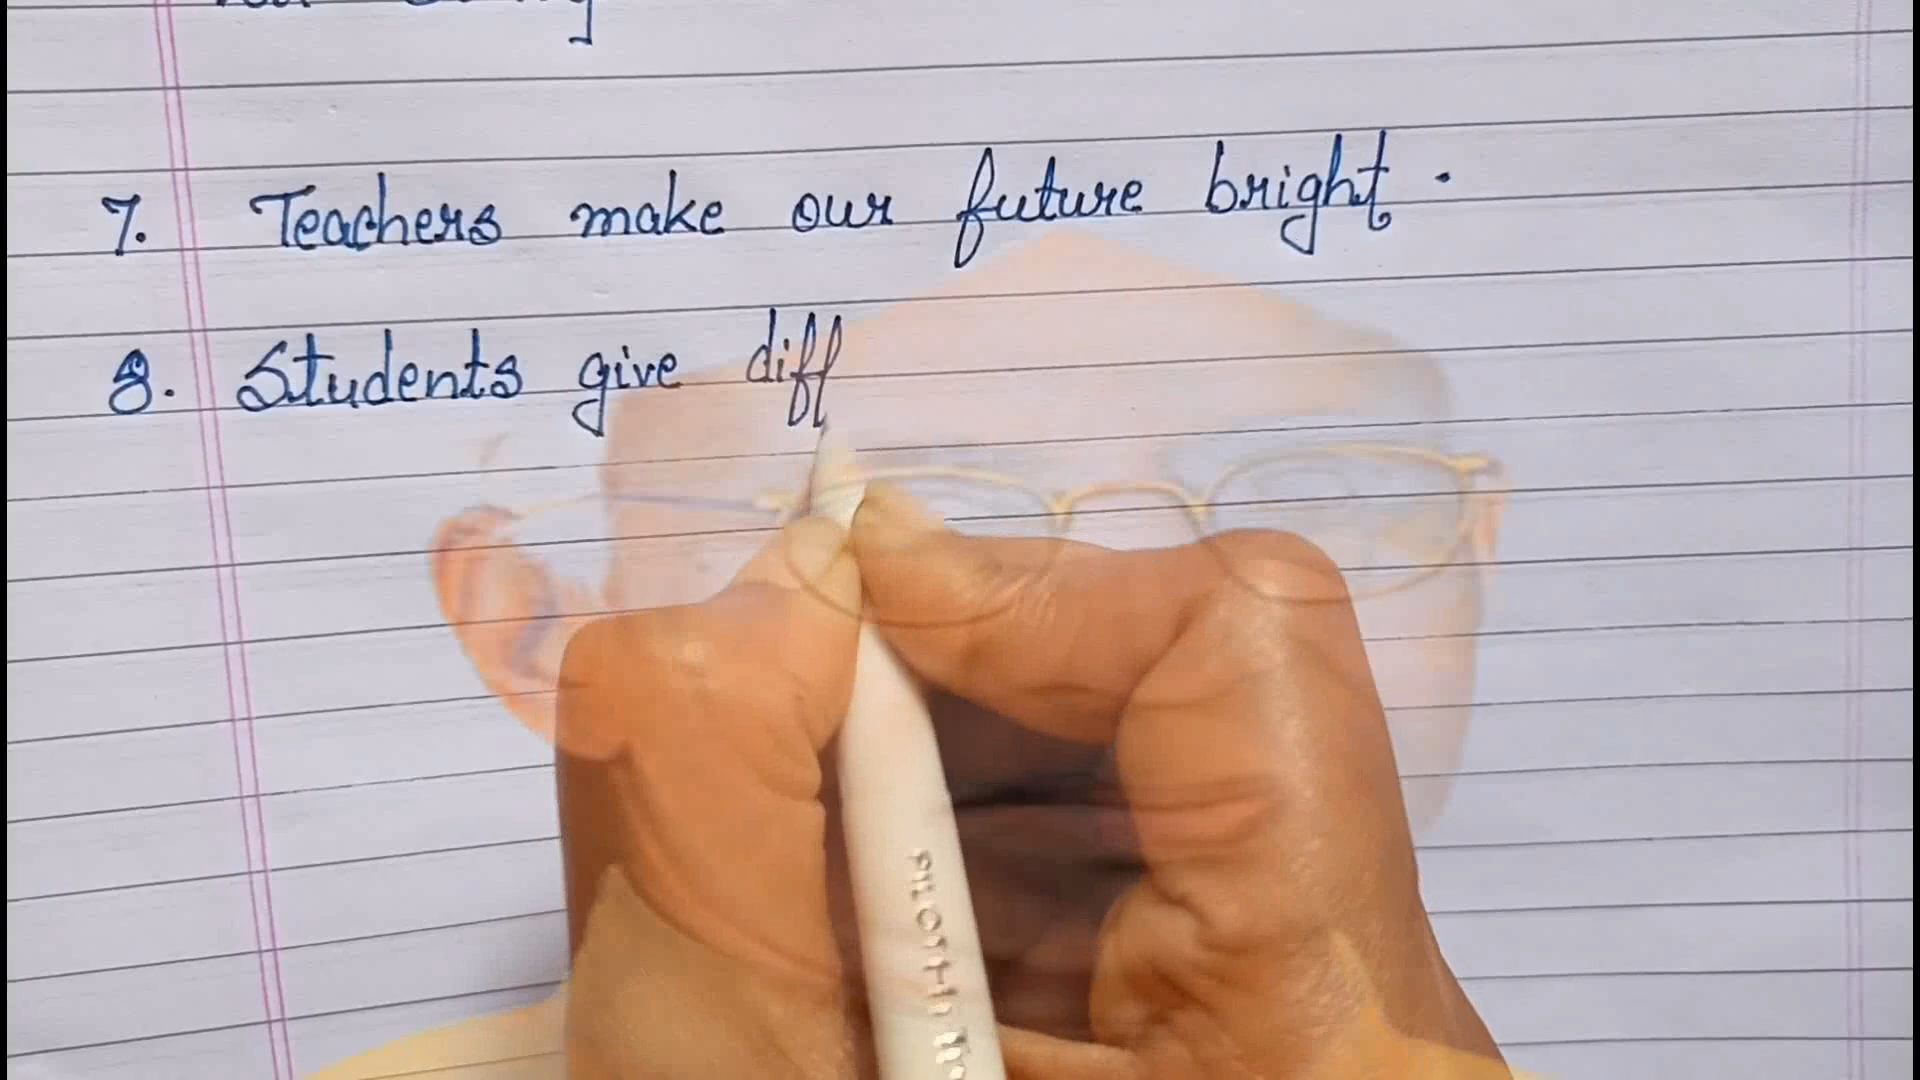 7. Teachers make our future bright.
8. Students give diff